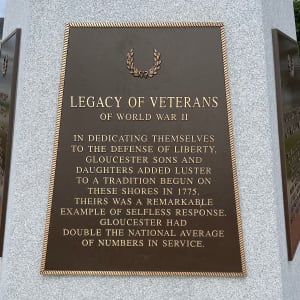 LEGACY OF VETERANS
OF WORLD WAR II
IN DEDICATING THEMSELVES
TO THE DEFENSE OF LIBERTY,
GLOUCESTER SONS AND
DAUGHTERS ADDED LUSTER
TO A TRADITION BEGUN ON
THESE SHORES IN 1775.
THEIRS WAS A REMARKABLE
EXAMPLE OF SELFLESS RESPONSE.
GLOUCESTER HAD
DOUBLE THE NATIONAL AVERAGE
OF NUMBERS IN SERVICE.